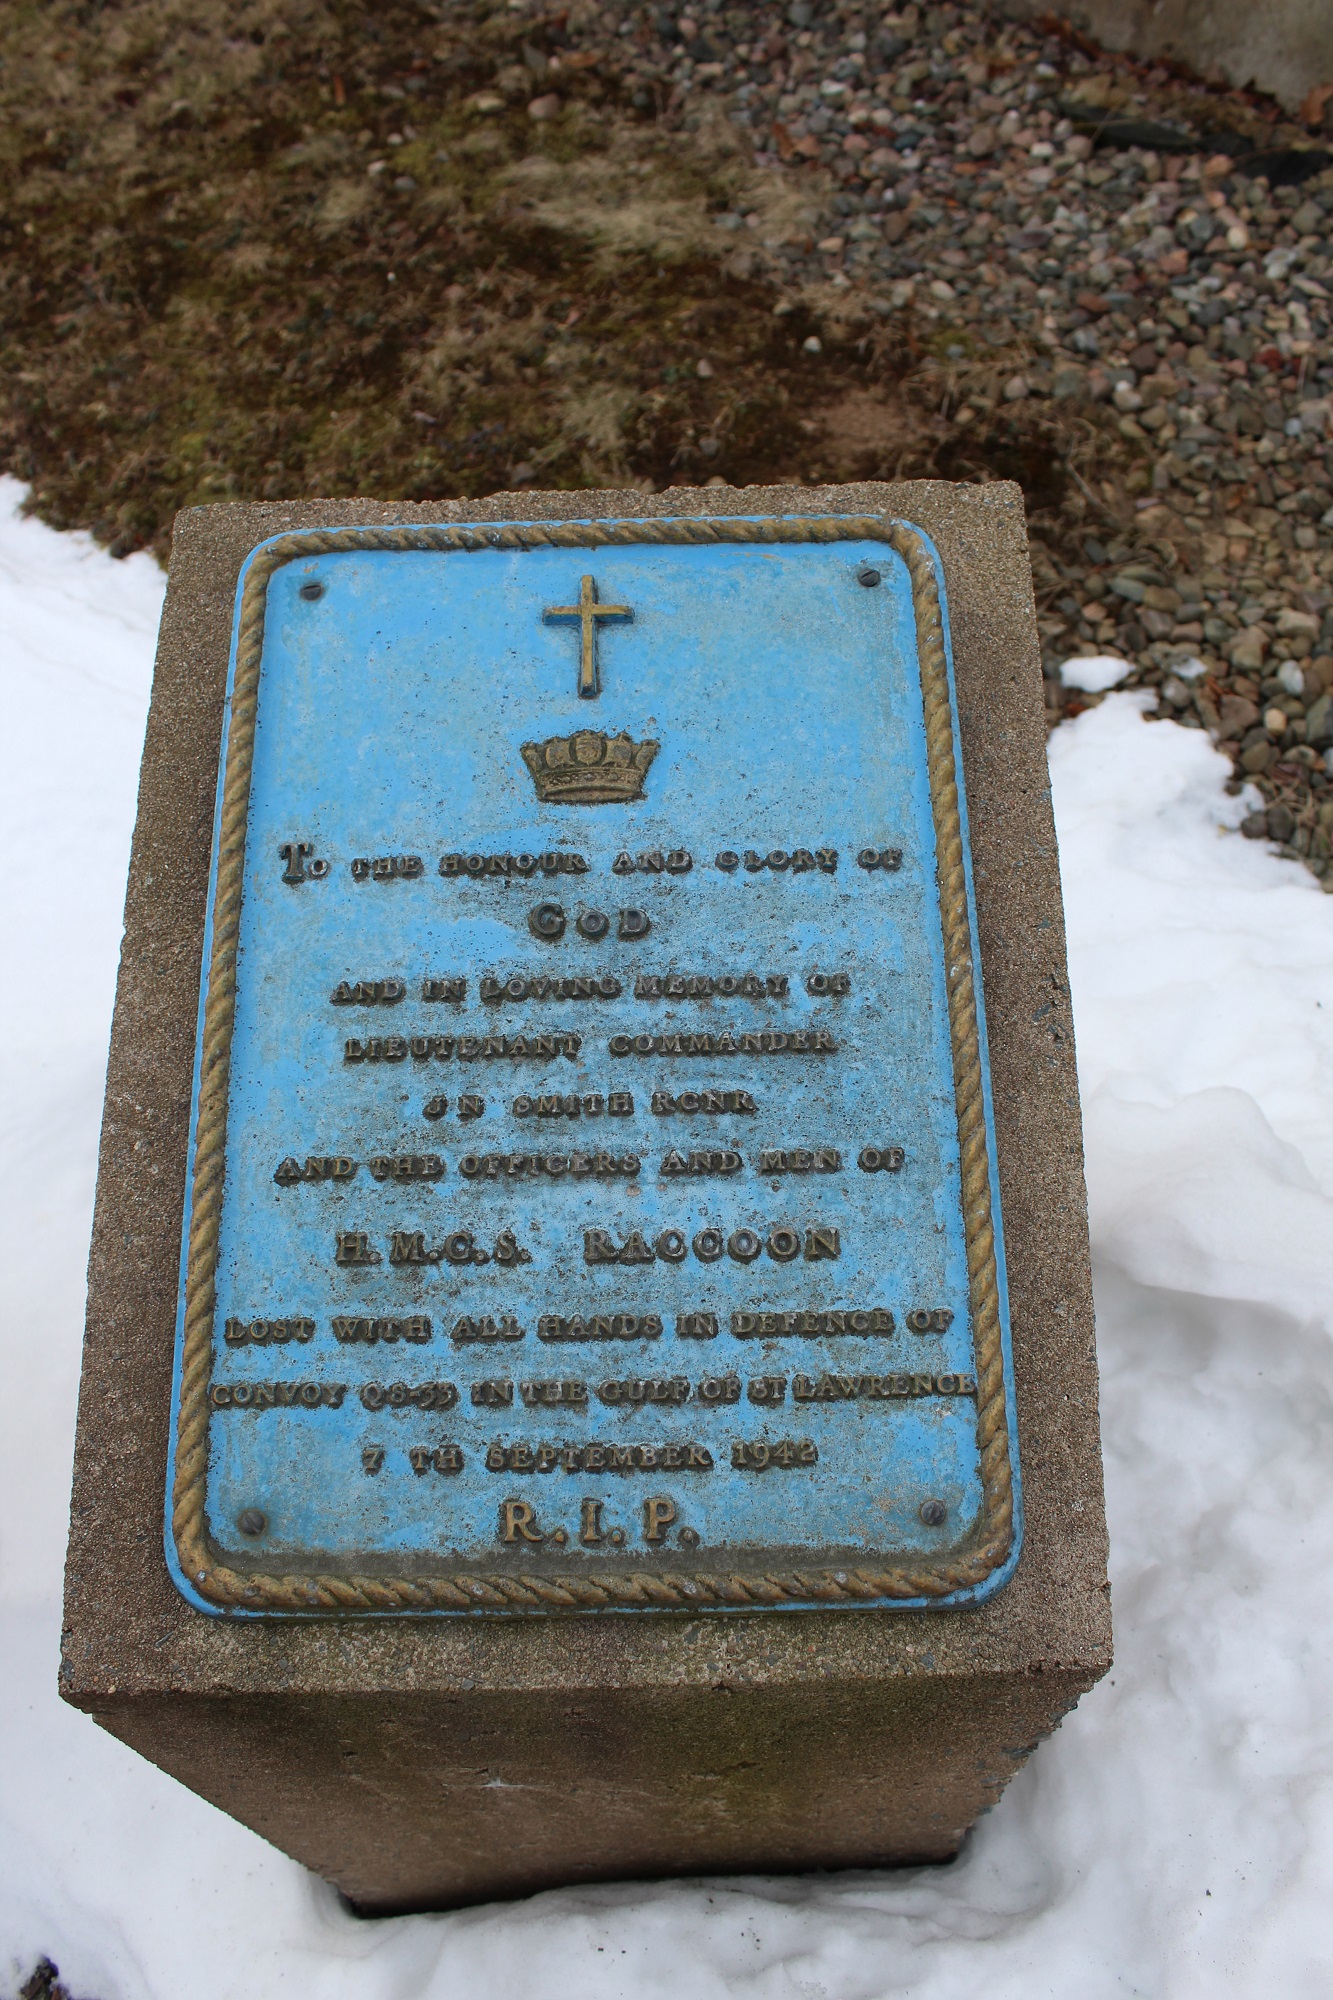 To THE HONOUR AND GLORY OF
GOD
AND IN LOVING MEMORY OF
LIEUTENANT COMMANDER
J N SMITH RCNR
AND THE OFFICERS AND MEN OF
H.M.C.S. RACCOON
LOST WITH ALL HANDS IN DEFENCE OF
CONVOY QS-33 IN THE GULF OF ST LAWRENCE
7 TH SEPTEMBER 1942
R.I.P.